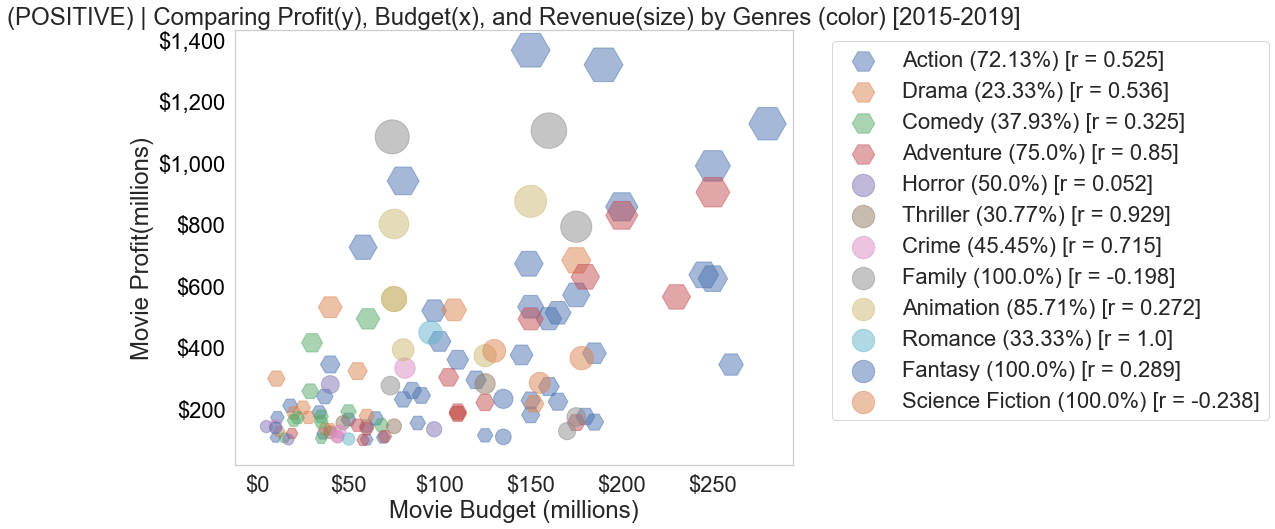 (POSITIVE) | Comparing Profit(y), Budget(x), and Revenue(size) by Genres (color) [2015-2019]
$1,400
$1,200
$1,000
$800
$600
$400
$200
Movie Profit(millions)
$0 $50 $100 $150 $200 $250
Movie Budget (millions)
Action (72.13%) [r = 0.525]
Drama (23.33%) [r = 0.536]
Comedy (37.93%) [r = 0.325]
Adventure (75.0%) [r = 0.85]
Horror (50.0%) [r = 0.052]
Thriller (30.77%) [r = 0.929]
Crime (45.45%) [r = 0.715]
Family (100.0%) [r = -0.198]
Animation (85.71%) [r = 0.272]
Romance (33.33%) [r = 1.0]
Fantasy (100.0%) [r = 0.289]
Science Fiction (100.0%) [r = -0.238]